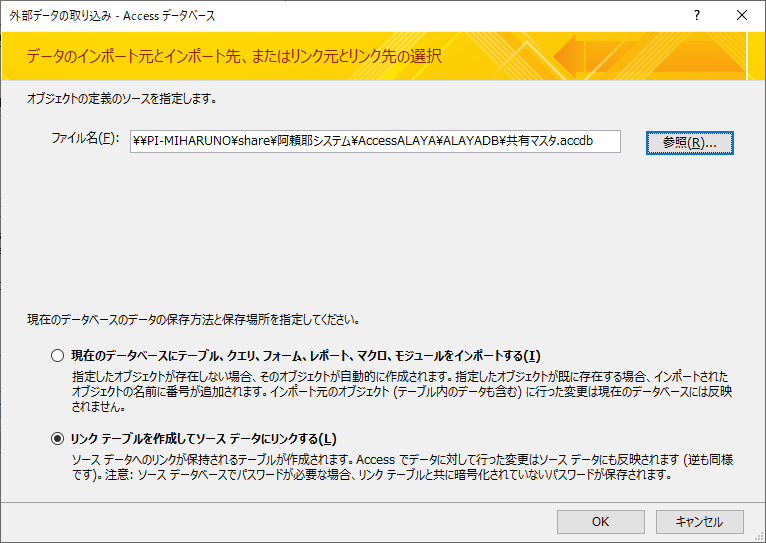 外部データの取り込み - Access データベース
?
データのインポート元とインポート先、またはリンク元とリンク先の選択
オブジェクトの定義のソースを指定します。
ファイル名(F): ¥¥PI-MIHARUNO¥share¥阿頼耶システム¥AccessALAYA¥ALAYADB¥共有マスタ.accdb 参照(R)...
現在のデータベースのデータの保存方法と保存場所を指定してください。
現在のデータベースにテーブル、クエリ、フォーム、レポート、マクロ、モジュールをインポートする(I)
指定したオブジェクトが存在しない場合、そのオブジェクトが自動的に作成されます。指定したオブジェクトが既に存在する場合、インポートされた
オブジェクトの名前に番号が追加されます。インポート元のオブジェクト (テーブル内のデータも含む) に行った変更は現在のデータベースには反映
されません。
リンク テーブルを作成してソース データにリンクする(L)
ソース データへのリンクが保持されるテーブルが作成されます。Access でデータに対して行った変更はソース データにも反映されます (逆も同様
です)。注意: ソース データベースでパスワードが必要な場合、リンク テーブルと共に暗号化されていないパスワードが保存されます。
OK キャンセル